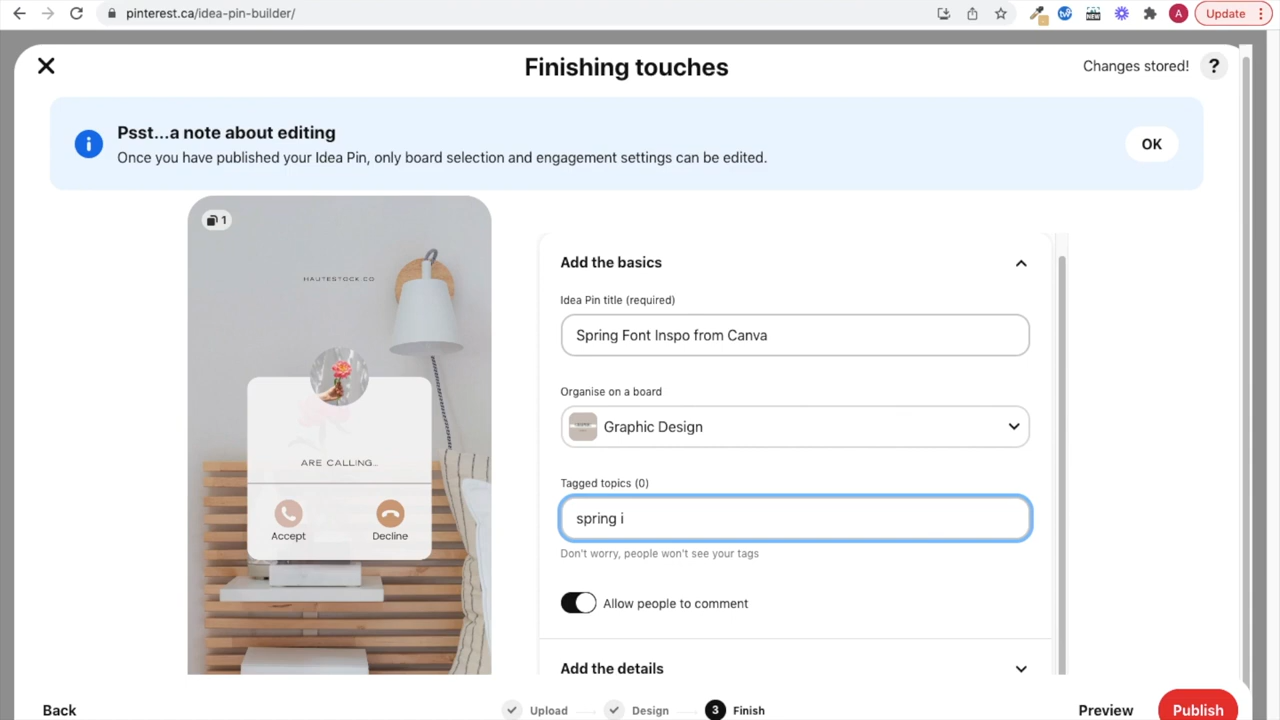 pinterest.ca/idea-pin-builder/
NEW
A
Update
Finishing touches
Changes stored!
?
Psst...a note about editing
Once you have published your Idea Pin, only board selection and engagement settings can be edited.
OK
1
HAUTESTOCK.CO
ARE CALLING...
Accept
Decline
Add the basics
Idea Pin title (required)
Spring Font Inspo from Canva
Organise on a board
Graphic Design
Tagged topics (0)
spring i
Don't worry, people won't see your tags
Allow people to comment
Add the details
Back
Upload
Design
3 Finish
Preview
Publish